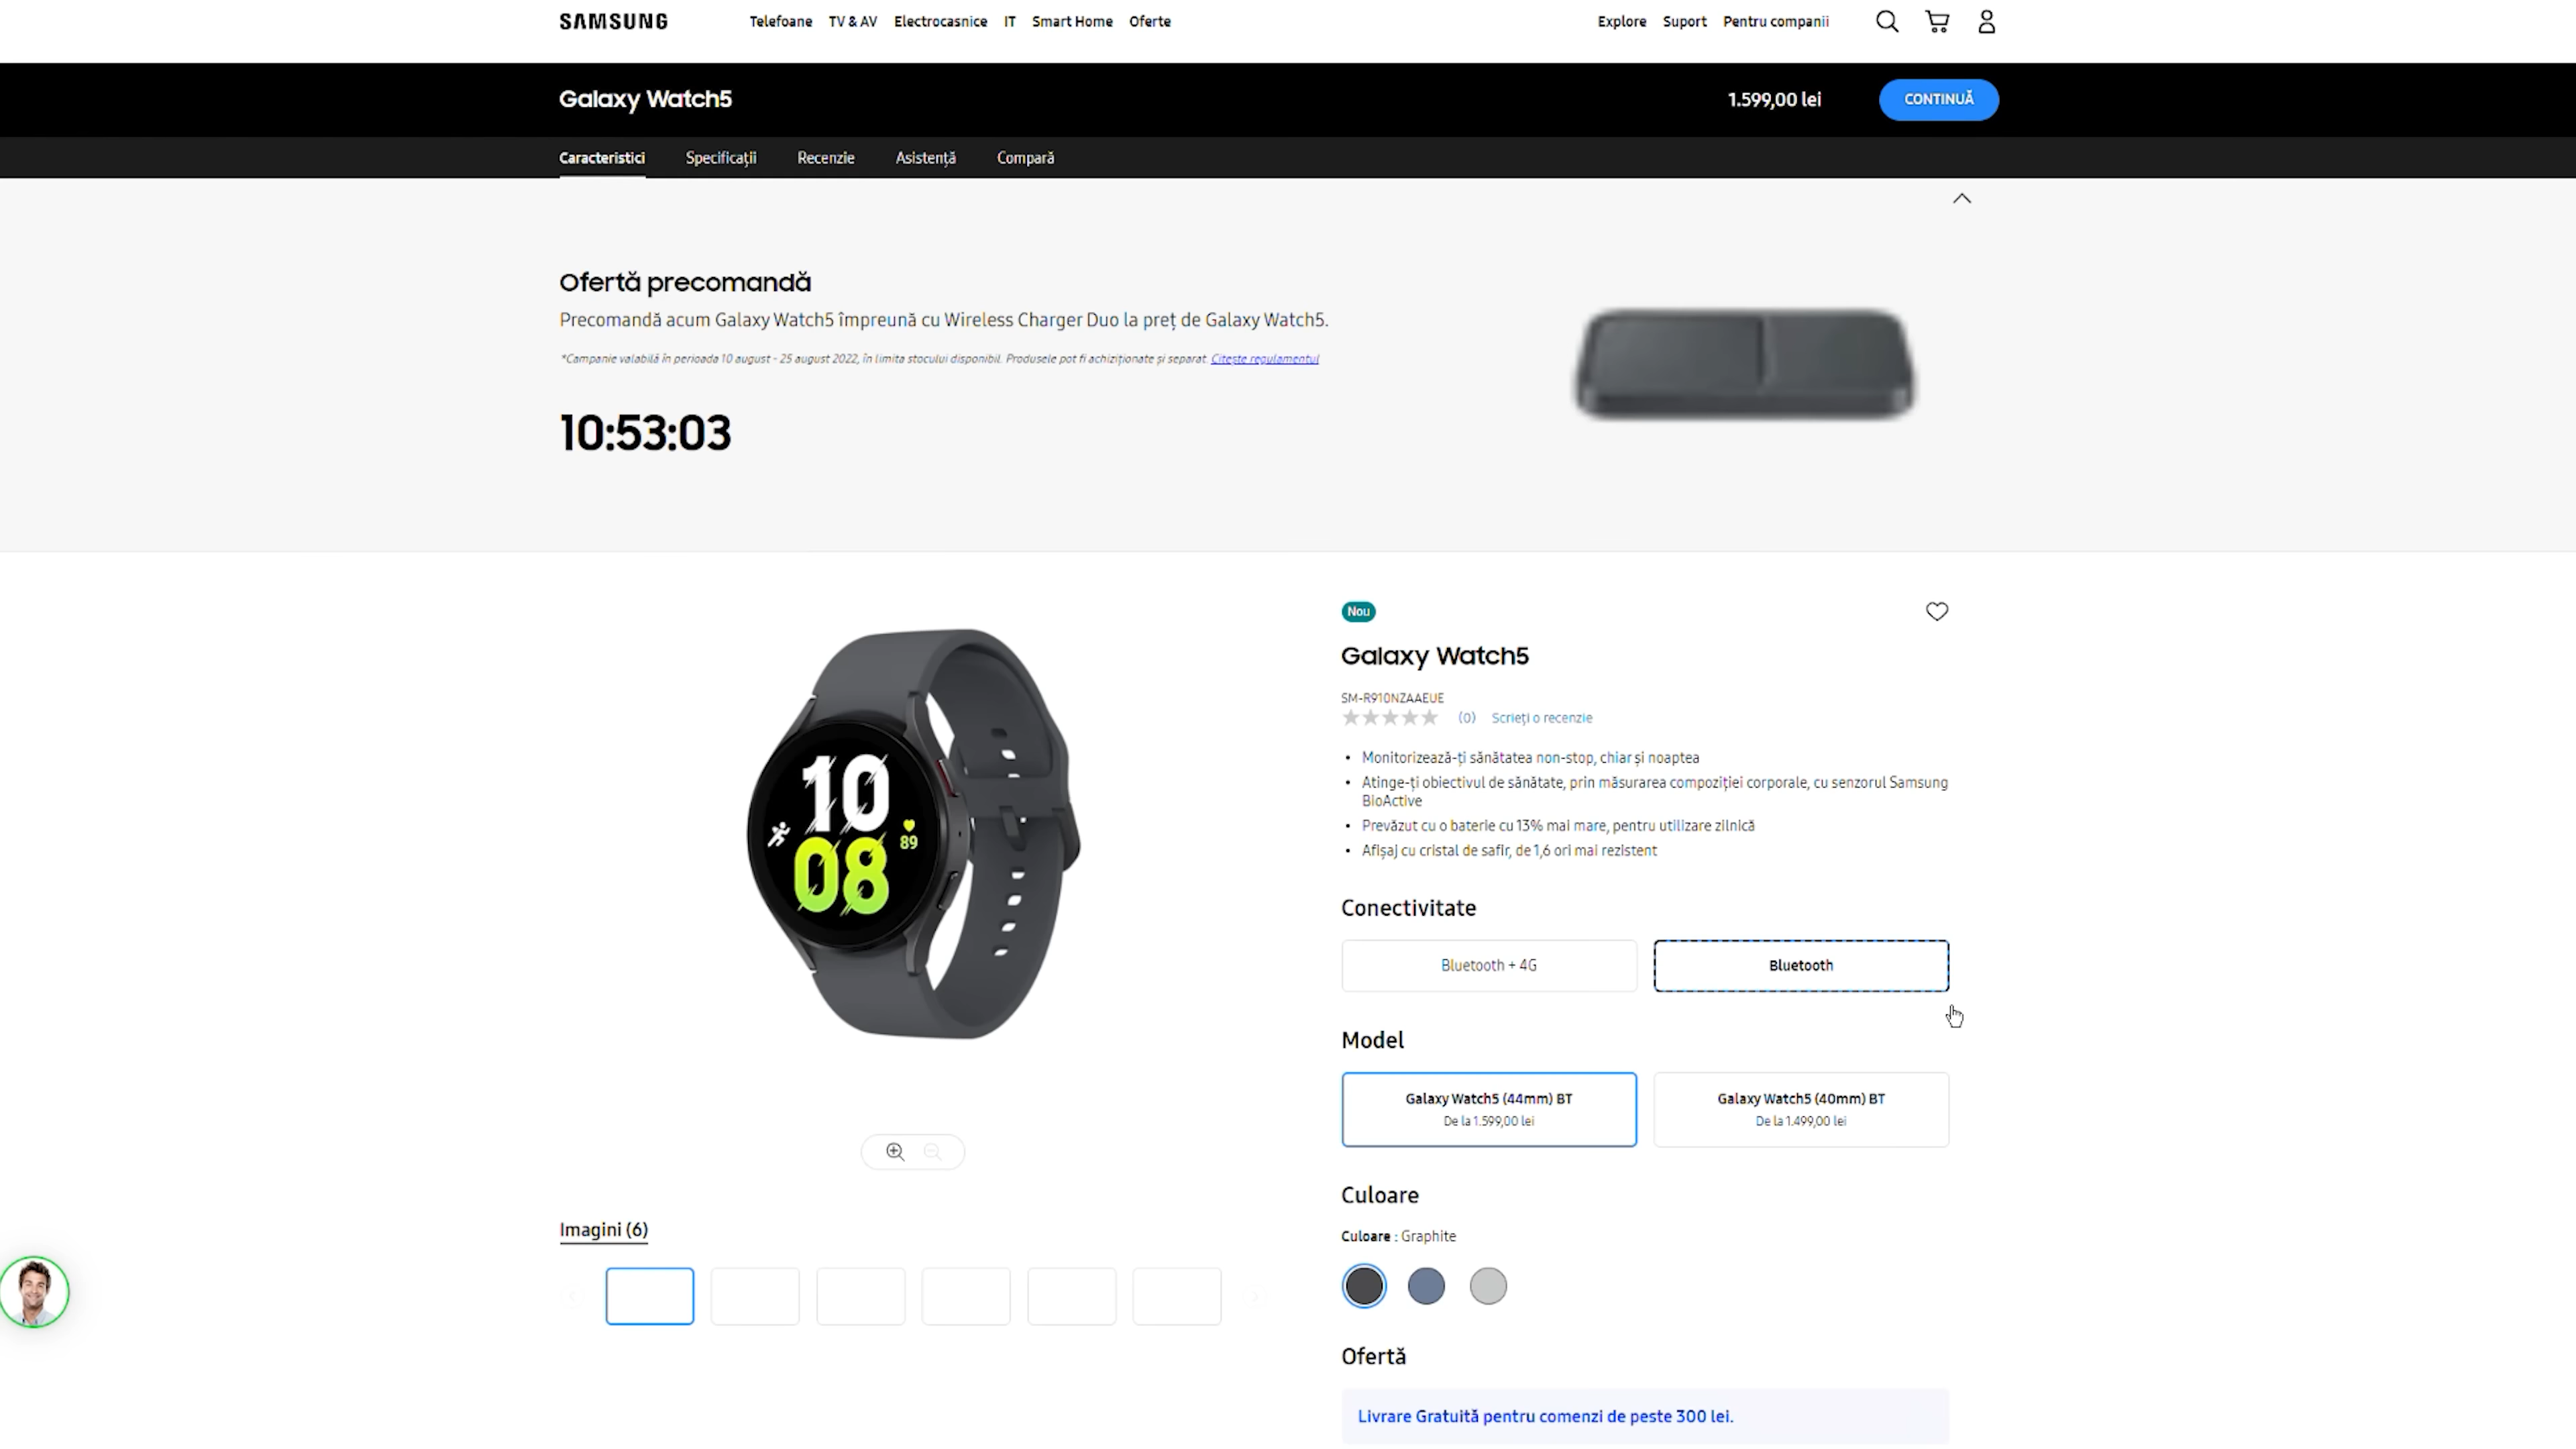 SAMSUNG
Telefoane TV & AV Electrocasnice IT Smart Home Oferte
Explore Suport Pentru companii
Galaxy Watch5
1.599,00 lei
CONTINUĂ
Caracteristici Specificații Recenzie Asistență Compară
Ofertă precomandă
Precomandă acum Galaxy Watch5 împreună cu Wireless Charger Duo la preț de Galaxy Watch5.
*Campanie valabilă în perioada 10 august - 25 august 2022, în limita stocului disponibil. Produsele pot fi achiziționate și separat. Citește regulamentul
10:53:03
10
08
89
Imagini (6)
Nou
Galaxy Watch5
SM-R910NZAAEUE
(0) Scrieți o recenzie
• Monitorizează-ți sănătatea non-stop, chiar și noaptea
• Atinge-ți obiectivul de sănătate, prin măsurarea compoziției corporale, cu senzorul Samsung
BioActive
• Prevăzut cu o baterie cu 13% mai mare, pentru utilizare zilnică
• Afișaj cu cristal de safir, de 1,6 ori mai rezistent
Conectivitate
Bluetooth + 4G
Bluetooth
Model
Galaxy Watch5 (44mm) BT
De la 1.599,00 lei
Galaxy Watch5 (40mm) BT
De la 1.499,00 lei
Culoare
Culoare : Graphite
Ofertă
Livrare Gratuită pentru comenzi de peste 300 lei.